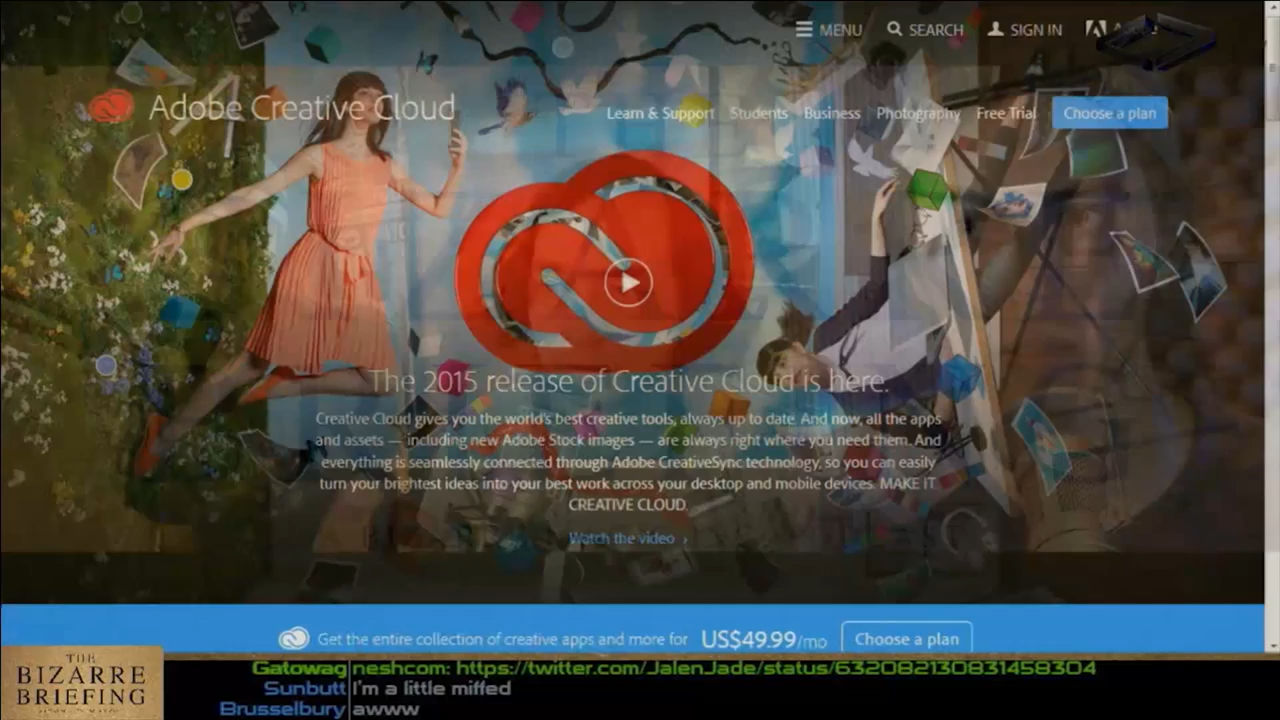 MENU SEARCH SIGN IN
Adobe Creative Cloud
Learn & Support Students Business Photography Free Trial Choose a plan
The 2015 release of Creative Cloud is here.
Creative Cloud gives you the world's best creative tools, always up to date. And now, all the apps
and assets — including new Adobe Stock images — are always right where you need them. And
everything is seamlessly connected through Adobe CreativeSync technology, so you can easily
turn your brightest ideas into your best work across your desktop and mobile devices. MAKE IT
CREATIVE CLOUD.
Watch the video ›
Get the entire collection of creative apps and more for US$49.99/mo Choose a plan
THE
BIZARRE
BRIEFING
Gatowag neshcom: https://twitter.com/JalenJade/status/632082130831458304
Sunbutt I'm a little miffed
Brusselbury awww